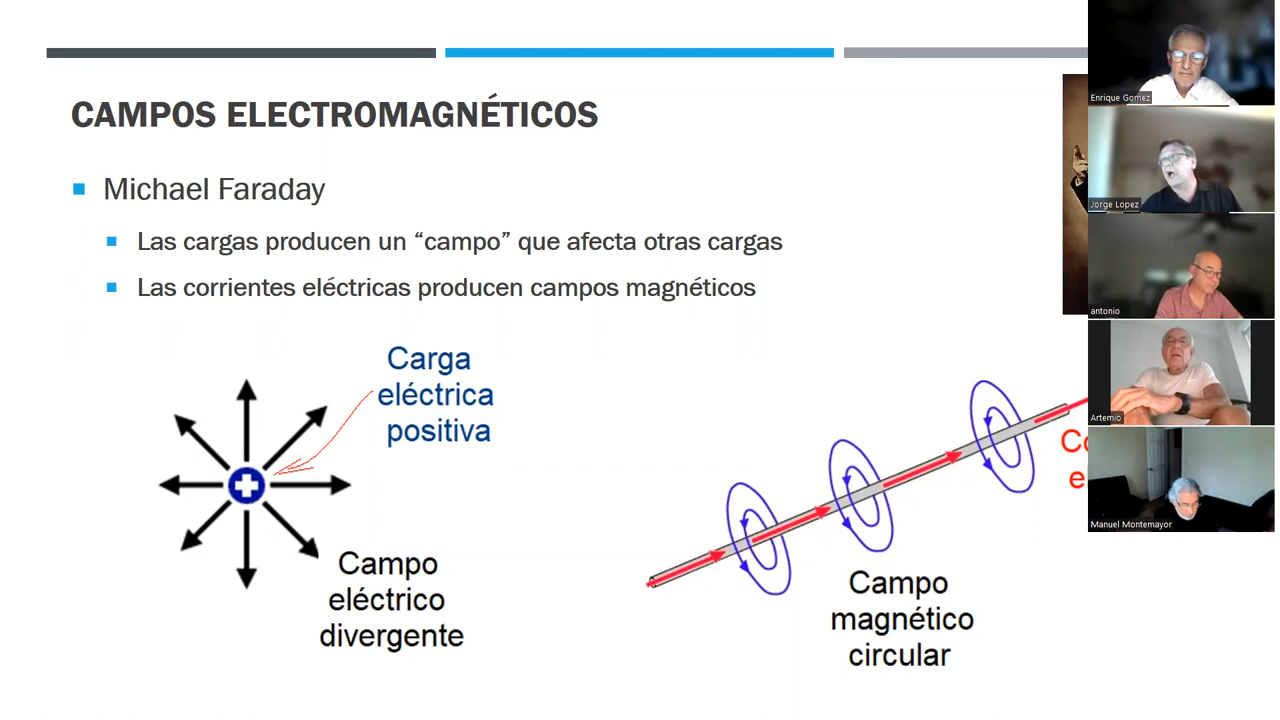 CAMPOS ELECTROMAGNÉTICOS
Michael Faraday
Las cargas producen un “campo” que afecta otras cargas
Las corrientes eléctricas producen campos magnéticos
Carga
eléctrica
positiva
Campo
eléctrico
divergente
Campo
magnético
circular
Enrique Gomez
Jorge Lopez
antonio
Artemio
Manuel Montemayor